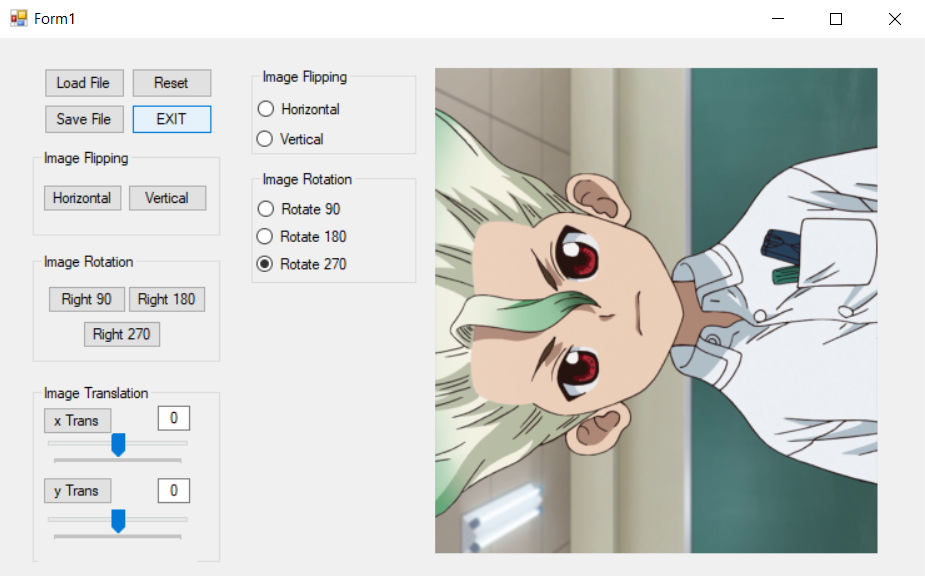 Form1
Load File
Reset
Save File
EXIT
Image Flipping
Horizontal
Vertical
Image Rotation
Right 90
Right 180
Right 270
Image Translation
x Trans
0
y Trans
0
Image Flipping
Horizontal
Vertical
Image Rotation
Rotate 90
Rotate 180
Rotate 270